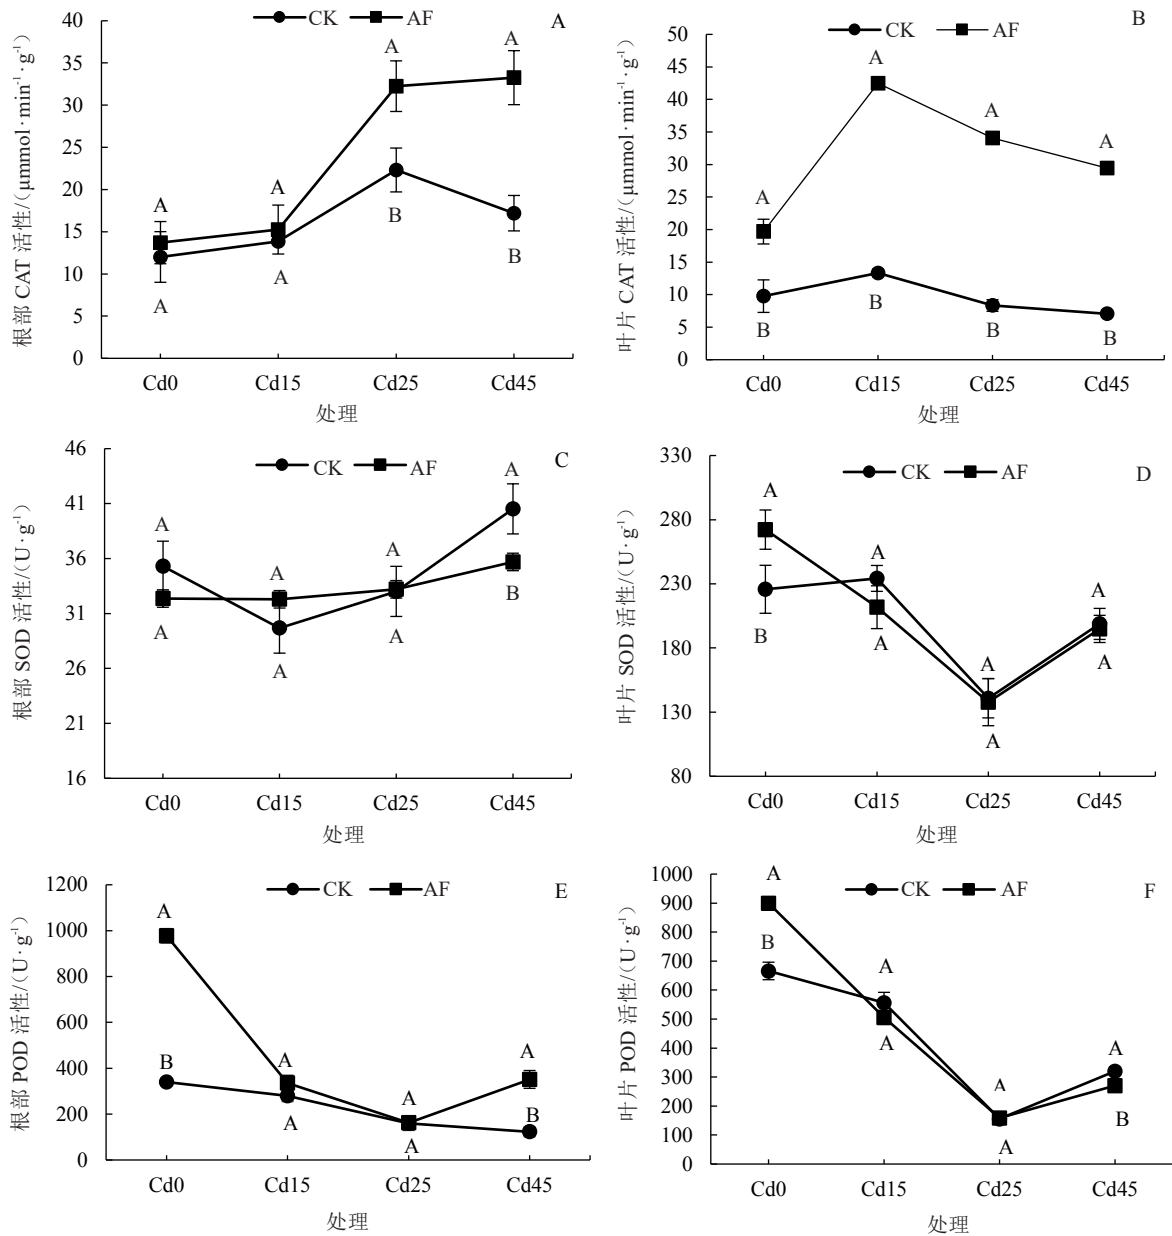 CK AF A
根部 CAT 活性/(μmmol·min⁻¹·g⁻¹)
40
35
30
25
20
15
10
5
0
A A A A
A A B B
Cd0 Cd15 Cd25 Cd45
处理
CK AF B
叶片 CAT 活性/(μmmol·min⁻¹·g⁻¹)
50
45
40
35
30
25
20
15
10
5
0
A A A A
B B B B
Cd0 Cd15 Cd25 Cd45
处理
CK AF C
根部 SOD 活性/(U·g⁻¹)
46
41
36
31
26
21
16
A A A A
A A A B
Cd0 Cd15 Cd25 Cd45
处理
CK AF D
叶片 SOD 活性/(U·g⁻¹)
330
280
230
180
130
80
A A A A
B A A A
Cd0 Cd15 Cd25 Cd45
处理
CK AF E
根部 POD 活性/(U·g⁻¹)
1200
1000
800
600
400
200
0
A A A A
B A A B
Cd0 Cd15 Cd25 Cd45
处理
CK AF F
叶片 POD 活性/(U·g⁻¹)
1000
900
800
700
600
500
400
300
200
100
0
A A A A
B A A B
Cd0 Cd15 Cd25 Cd45
处理